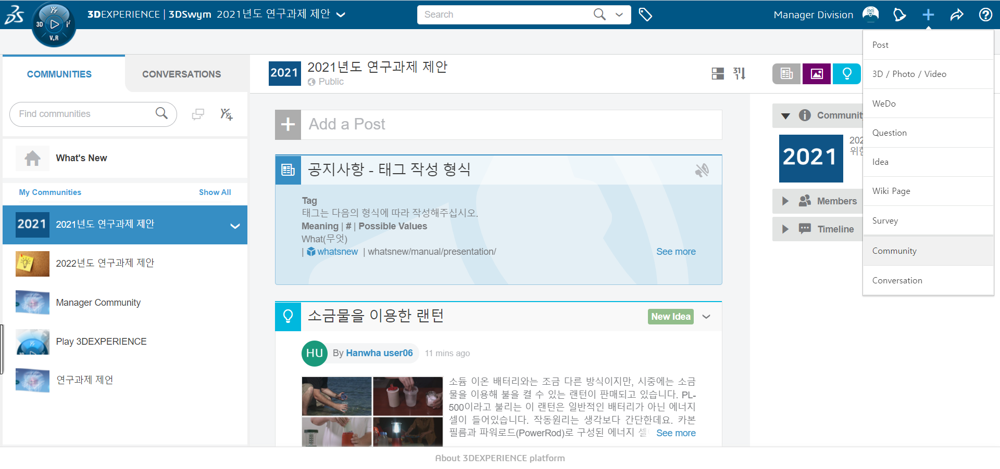 3DEXPERIENCE | 3DSwym 2021년도 연구과제 제안
Search
Manager Division
3D
V.R
COMMUNITIES
CONVERSATIONS
Find communities
What's New
My Communities
Show All
2021
2021년도 연구과제 제안
2022년도 연구과제 제안
Manager Community
Play 3DEXPERIENCE
연구과제 제언
2021
2021년도 연구과제 제안
Public
Add a Post
공지사항 - 태그 작성 형식
Tag
태그는 다음의 형식에 따라 작성해주십시오.
Meaning | # | Possible Values
What(무엇)
| whatsnew | whatsnew/manual/presentation/
See more
소금물을 이용한 랜턴
New Idea
HU
By Hanwha user06
11 mins ago
소듐 이온 배터리와는 조금 다른 방식이지만, 시중에는 소금
물을 이용해 불을 켤 수 있는 랜턴이 판매되고 있습니다. PL-
500이라고 불리는 이 랜턴은 일반적인 배터리가 아닌 에너지
셀이 들어있습니다. 작동원리는 생각보다 간단한데요. 카본
필름과 파워로드(PowerRod)로 구성된 에너지 셀
See more
Community
2021
202
위한
Members
Timeline
Post
3D / Photo / Video
WeDo
Question
Idea
Wiki Page
Survey
Community
Conversation
About 3DEXPERIENCE platform